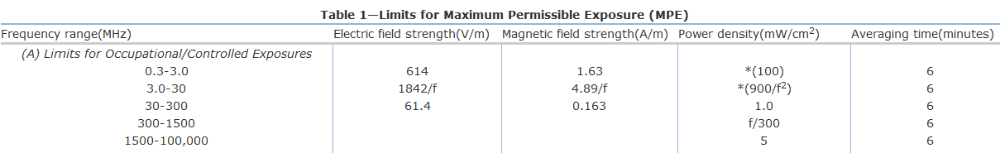 Table 1—Limits for Maximum Permissible Exposure (MPE)
Frequency range(MHz) Electric field strength(V/m) Magnetic field strength(A/m) Power density(mW/cm²) Averaging time(minutes)
(A) Limits for Occupational/Controlled Exposures
0.3-3.0 614 1.63 *(100) 6
3.0-30 1842/f 4.89/f *(900/f²) 6
30-300 61.4 0.163 1.0 6
300-1500 f/300 6
1500-100,000 5 6